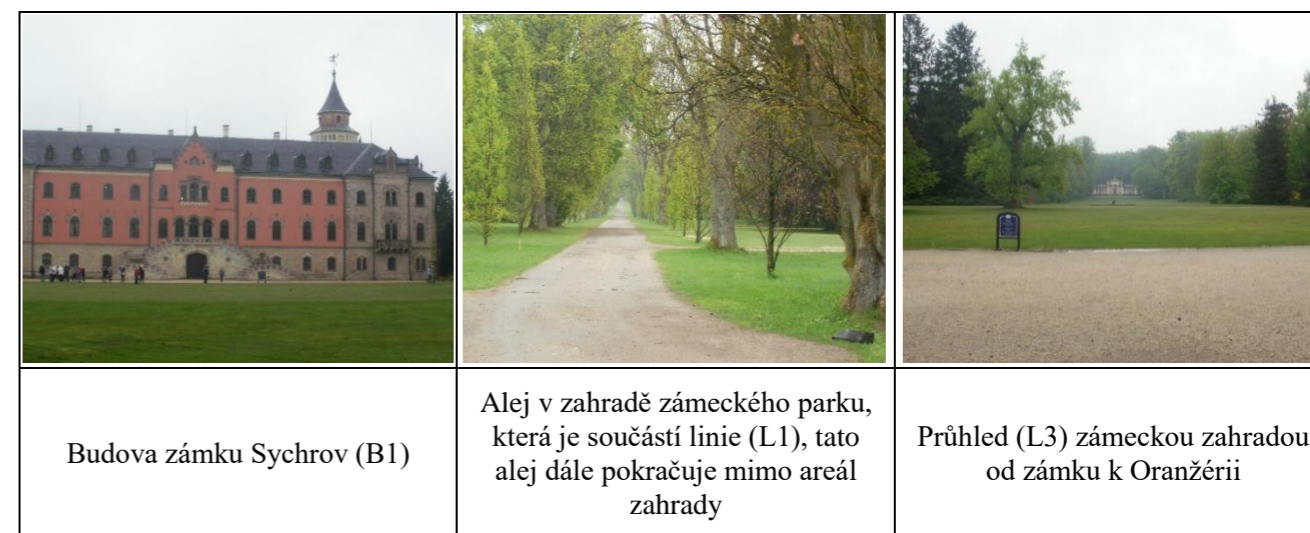 Budova zámku Sychrov (B1)
Alej v zahradě zámeckého parku,
která je součástí linie (L1), tato
alej dále pokračuje mimo areál
zahrady
Průhled (L3) zámeckou zahradou
od zámku k Oranžérii